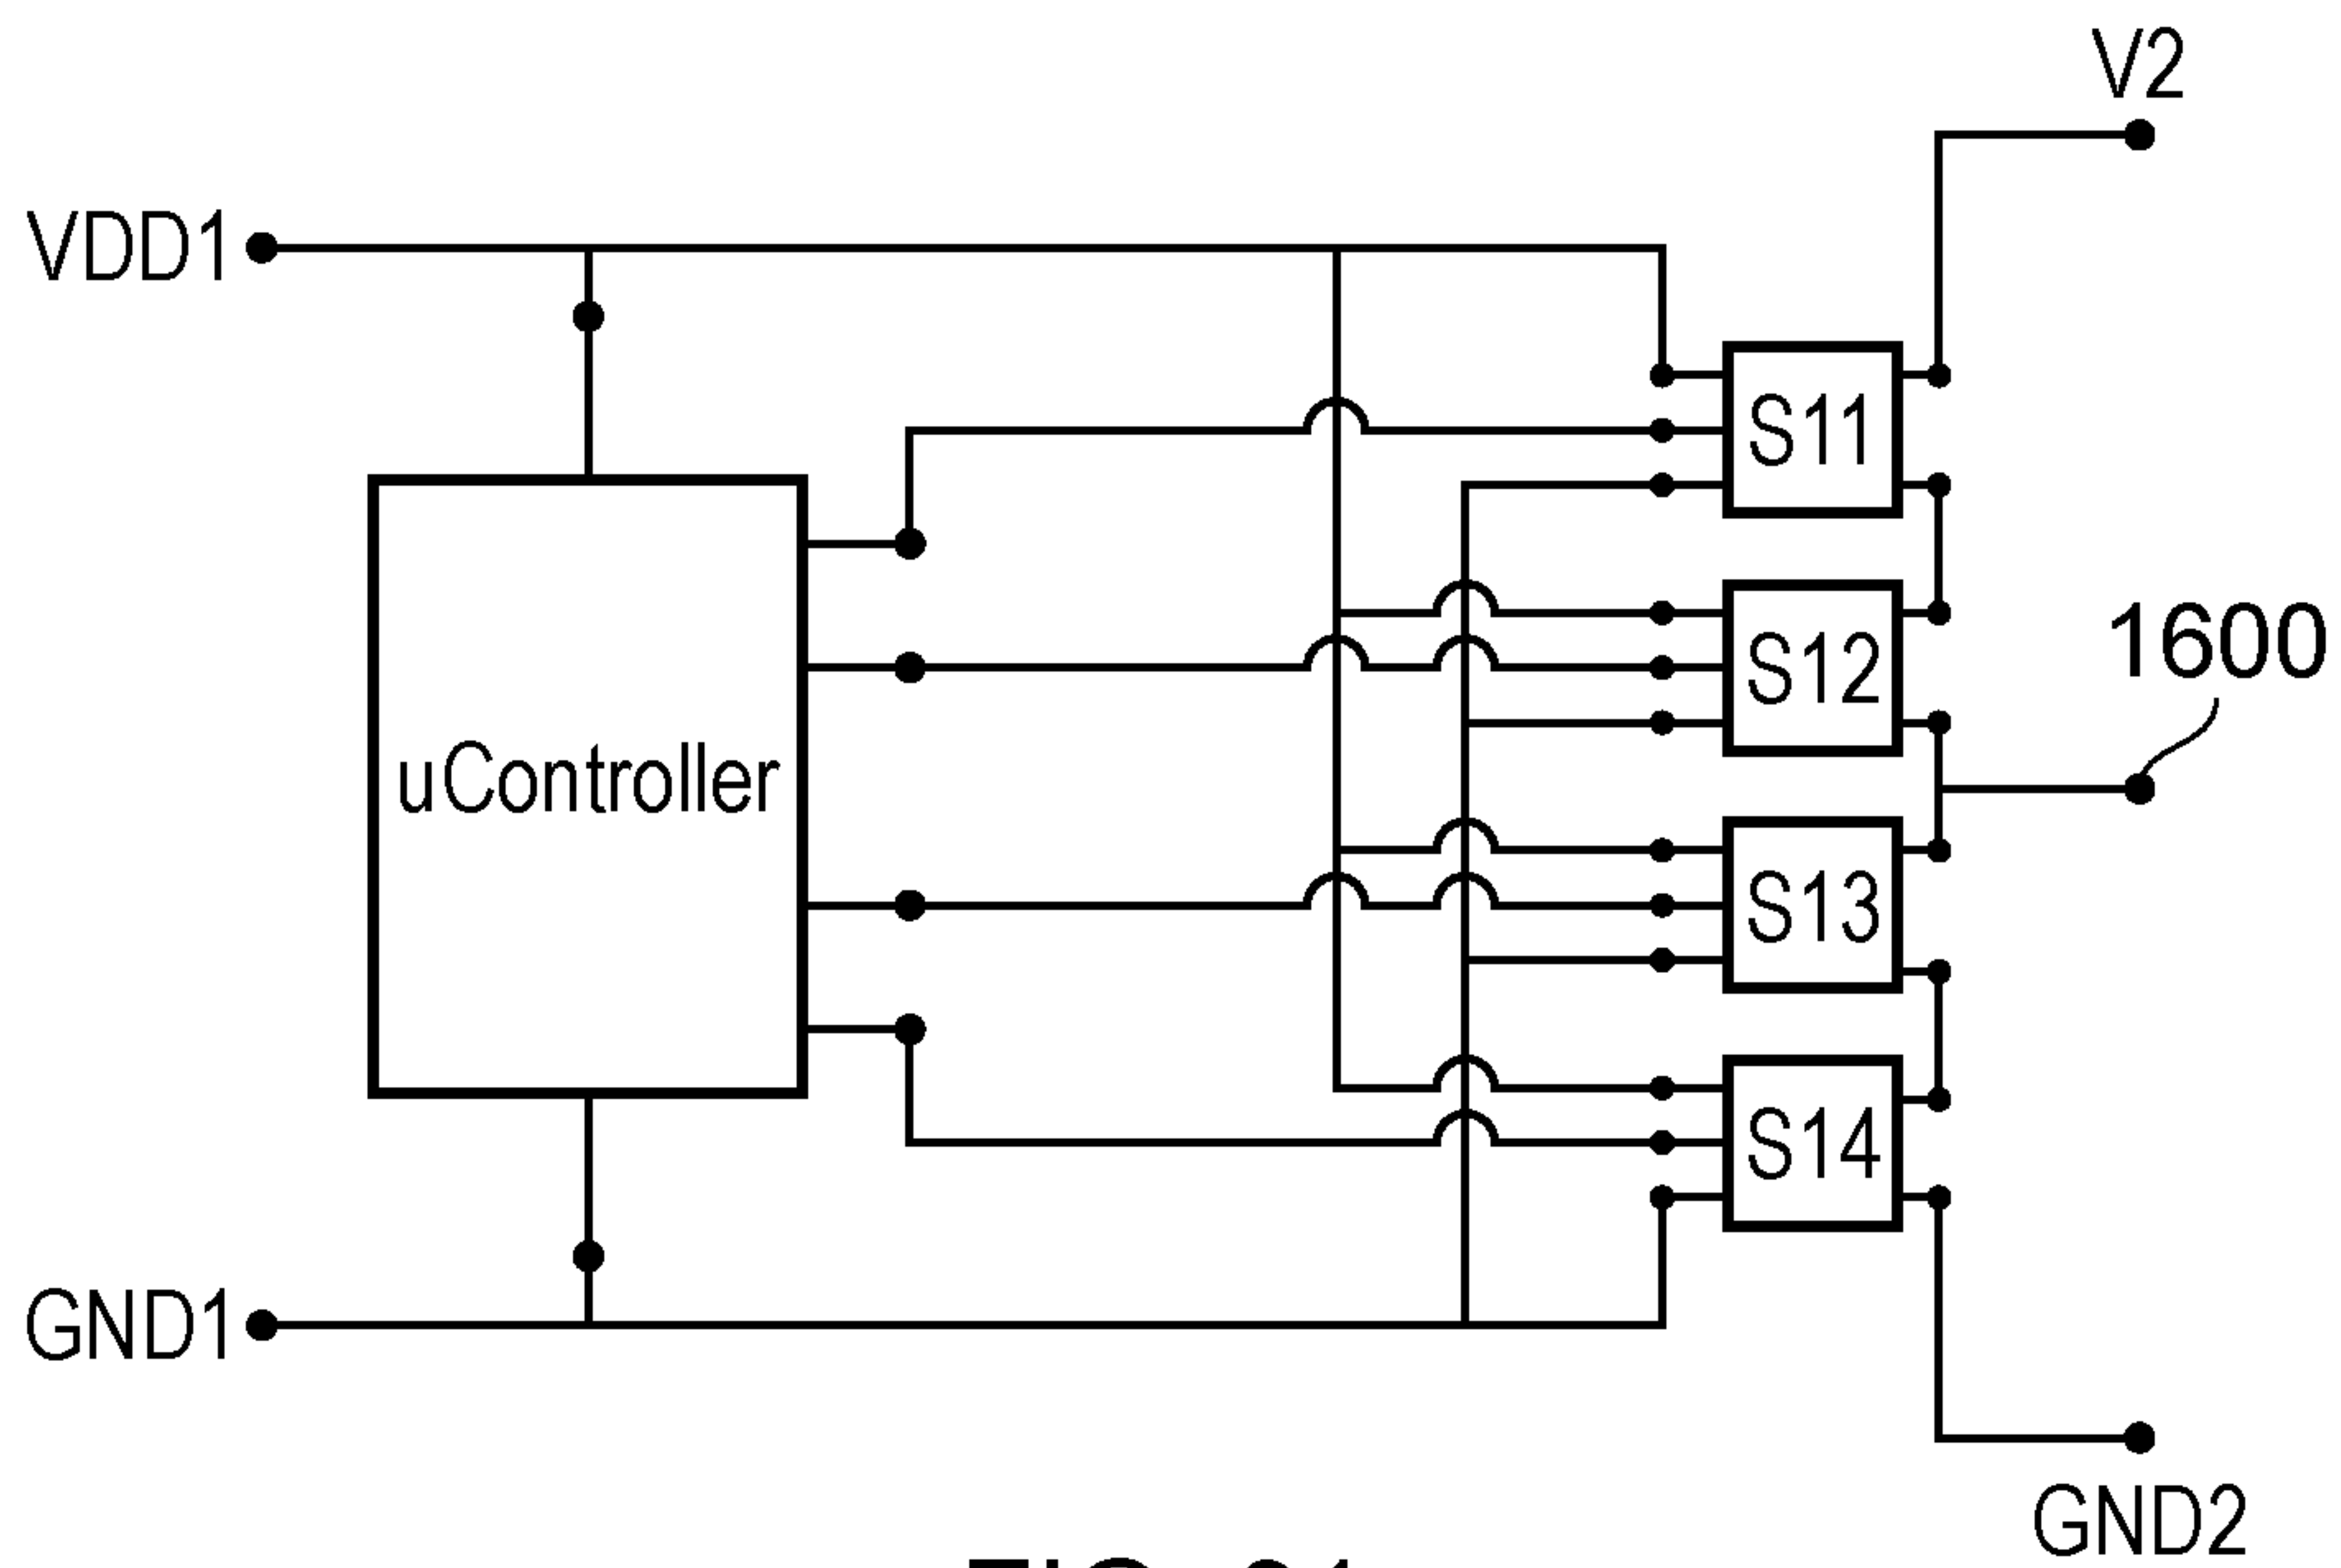 V2
VDD1
S11
S12
1600
uController
S13
S14
GND1
GND2